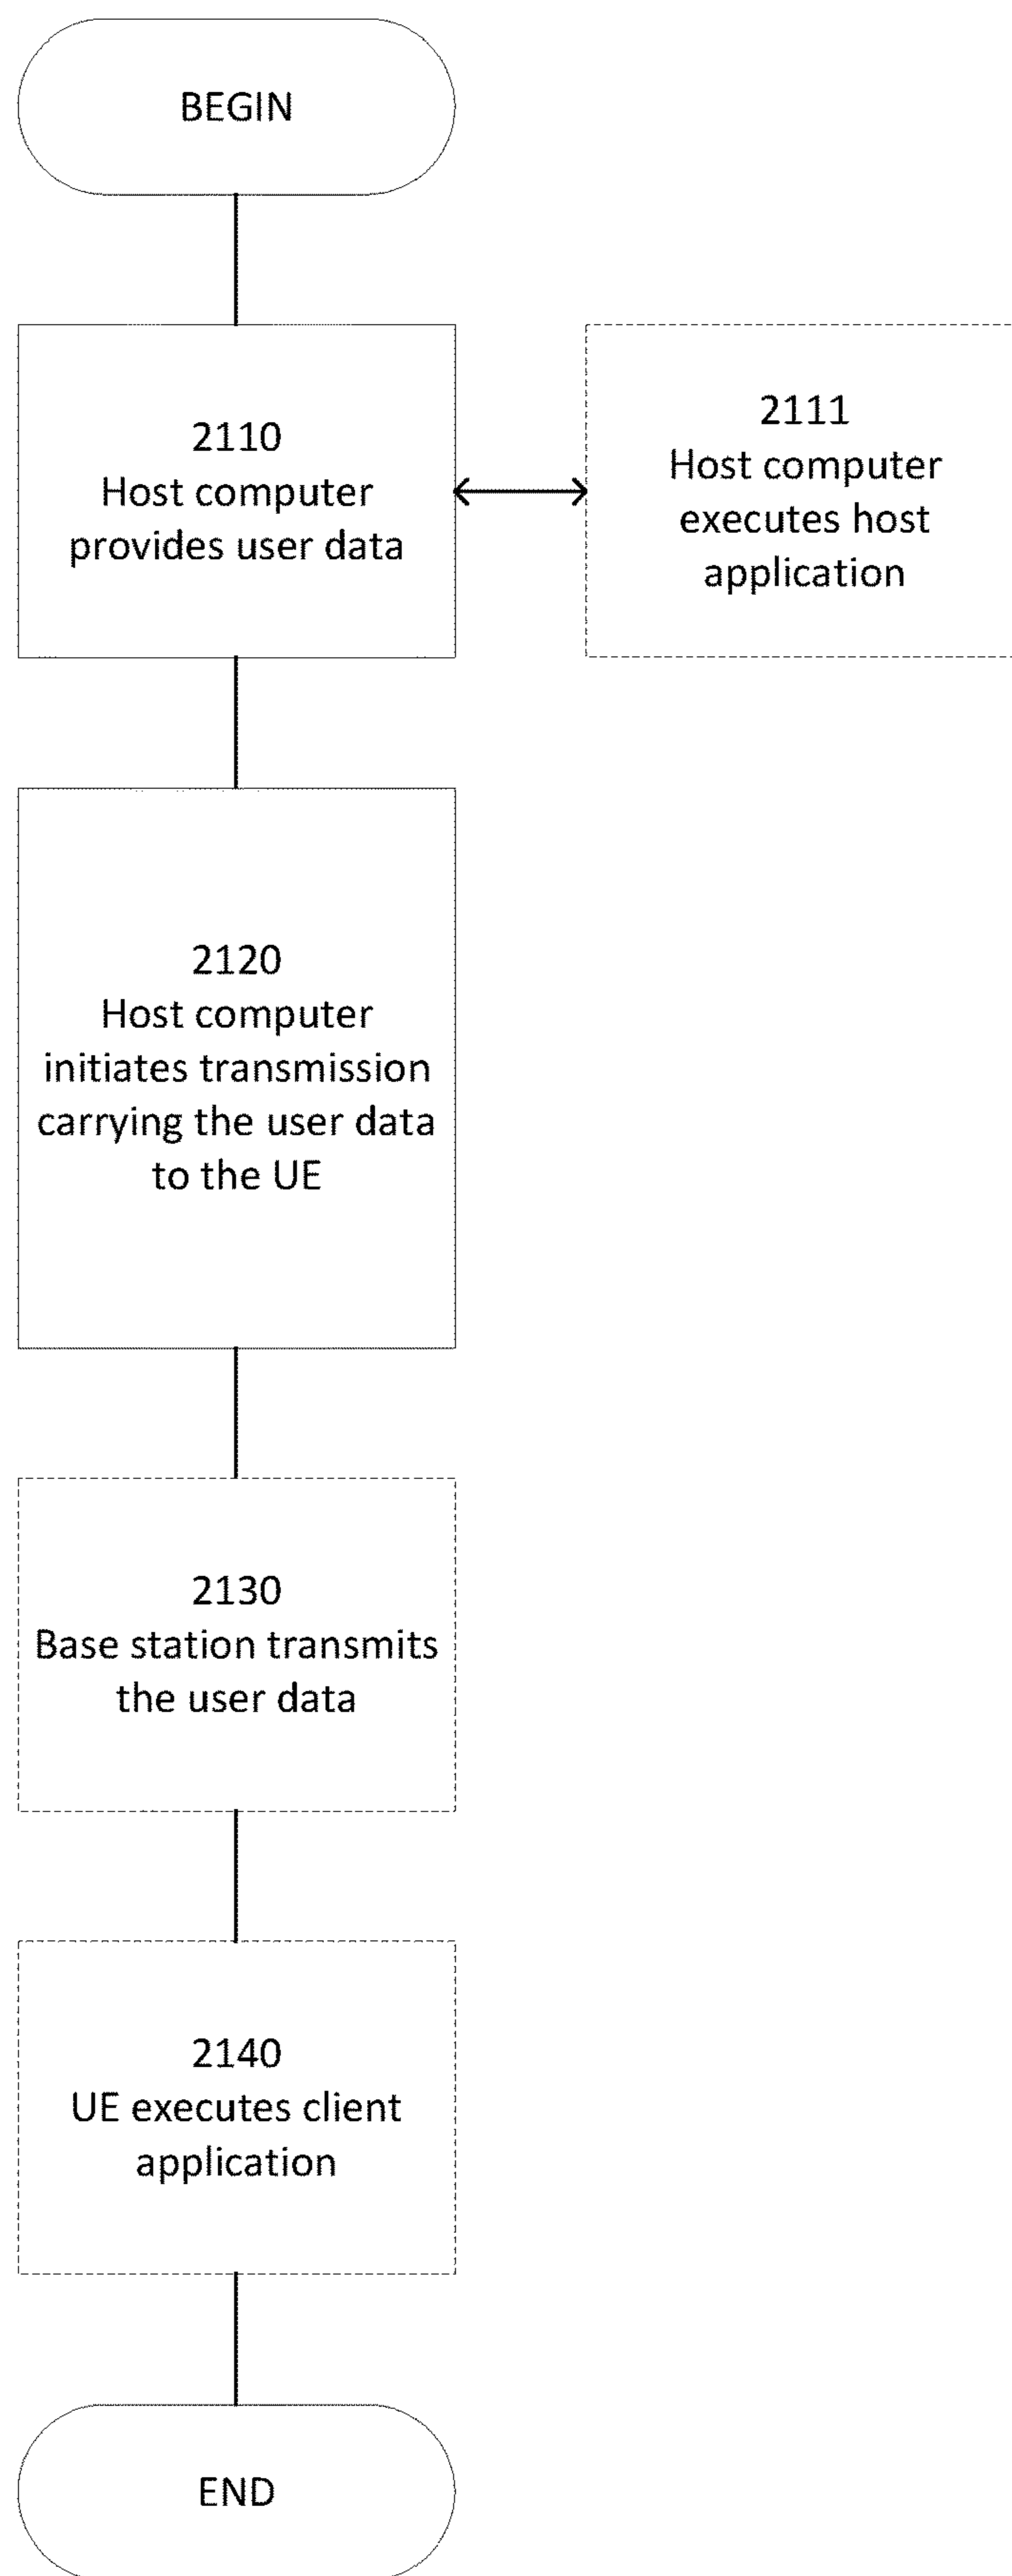 BEGIN
2110
Host computer
provides user data
2111
Host computer
executes host
application
2120
Host computer
initiates transmission
carrying the user data
to the UE
2130
Base station transmits
the user data
2140
UE executes client
application
END